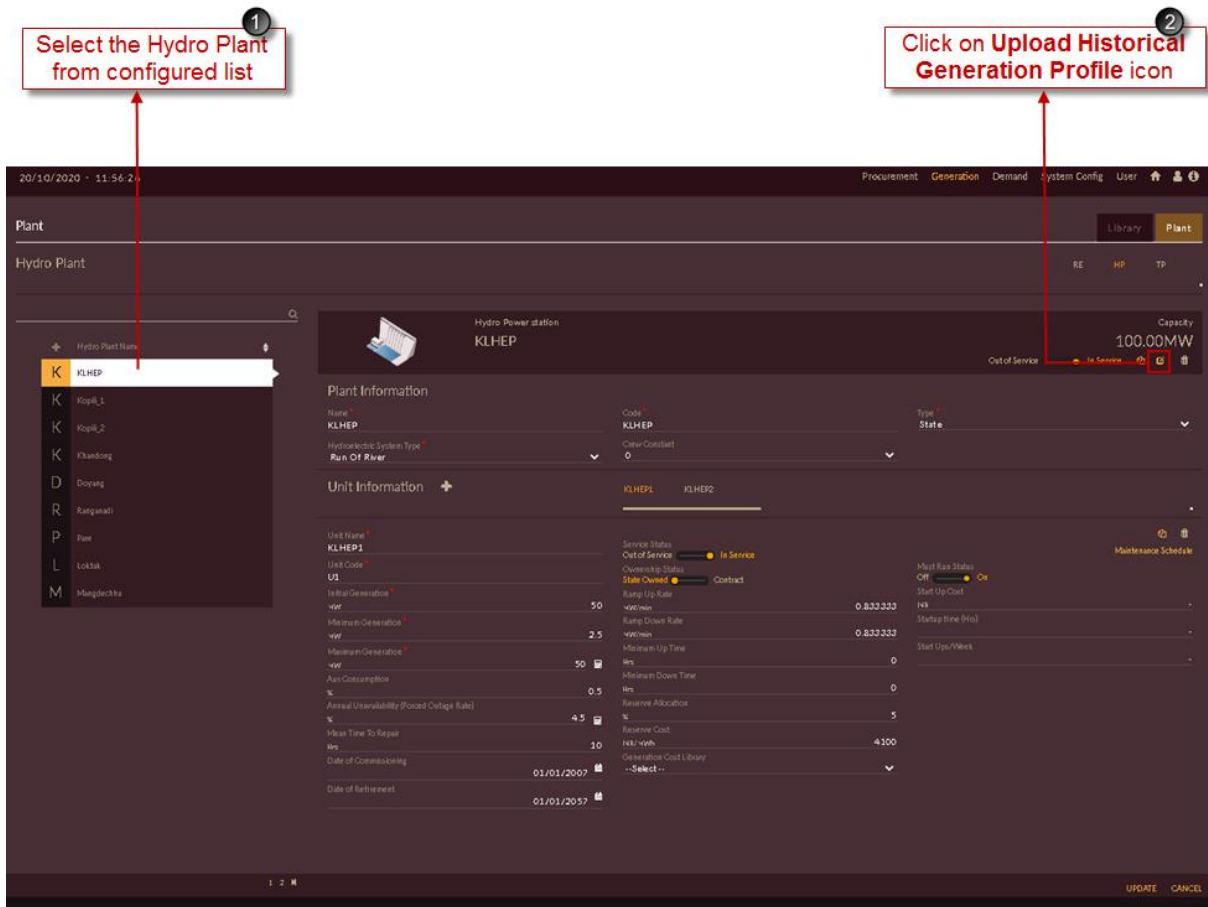 1
Select the Hydro Plant
from configured list
2
Click on Upload Historical
Generation Profile icon
20/10/2020 - 11:56:26
Procurement Generation Demand System Config User
Plant
Library Plant
Hydro Plant
RE HP TP
Hydro Plant Name
K KLHEP
K Kopili_1
K Kopili_2
K Khandong
D Doyang
R Ranganadi
P Pare
L Loktak
M Mangdechhu
Hydro Power station
KLHEP
Capacity
100.00MW
Out of Service In Service
Plant Information
Name *
KLHEP
Code *
KLHEP
Type *
State
Hydroelectric System Type *
Run Of River
Crew Constant
0
Unit Information
KLHEP1 KLHEP2
Unit Name *
KLHEP1
Unit Code *
U1
Initial Generation *
MW 50
Minimum Generation *
MW 2.5
Maximum Generation *
MW 50
Aux Consumption
% 0.5
Annual Unavailability (Forced Outage Rate)
% 4.5
Mean Time To Repair
Hrs 10
Date of Commissioning
01/01/2007
Date of Retirement
01/01/2057
Service Status
Out of Service In Service
Ownership Status
State Owned Contract
Ramp Up Rate
MW/min 0.833333
Ramp Down Rate
MW/min 0.833333
Minimum Up Time
Hrs 0
Minimum Down Time
Hrs 0
Reserve Allocation
% 5
Reserve Cost
INR/MWh 4100
Generation Cost Library
--Select--
Maintenance Schedule
Must Run Status
Off On
Start Up Cost
INR -
Startup time (Hrs)
-
Start Ups/Week
-
1 2
UPDATE CANCEL